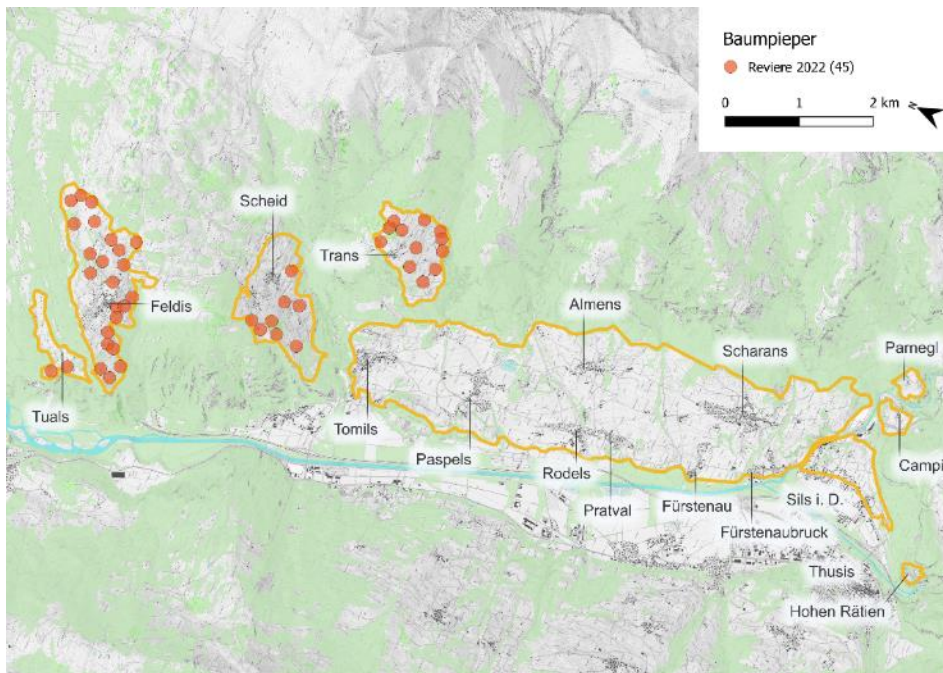 Baumpieper
Reviere 2022 (45)
0 1 2 km
N
Scheid
Trans
Feldis
Almens
Scharans
Parnegl
Tuals
Tomils
Paspels
Rodels
Pratval
Fürstenau
Fürstenaubruck
Sils i. D.
Campi
Thusis
Hohen Rätien